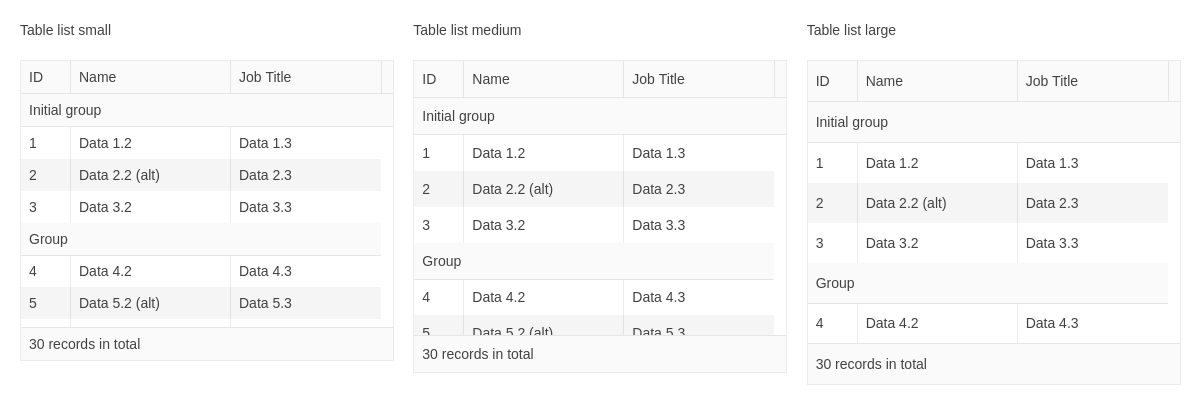 Table list small
ID Name Job Title
Initial group
1 Data 1.2 Data 1.3
2 Data 2.2 (alt) Data 2.3
3 Data 3.2 Data 3.3
Group
4 Data 4.2 Data 4.3
5 Data 5.2 (alt) Data 5.3
30 records in total
Table list medium
ID Name Job Title
Initial group
1 Data 1.2 Data 1.3
2 Data 2.2 (alt) Data 2.3
3 Data 3.2 Data 3.3
Group
4 Data 4.2 Data 4.3
5 Data 5.2 (alt) Data 5.3
30 records in total
Table list large
ID Name Job Title
Initial group
1 Data 1.2 Data 1.3
2 Data 2.2 (alt) Data 2.3
3 Data 3.2 Data 3.3
Group
4 Data 4.2 Data 4.3
30 records in total